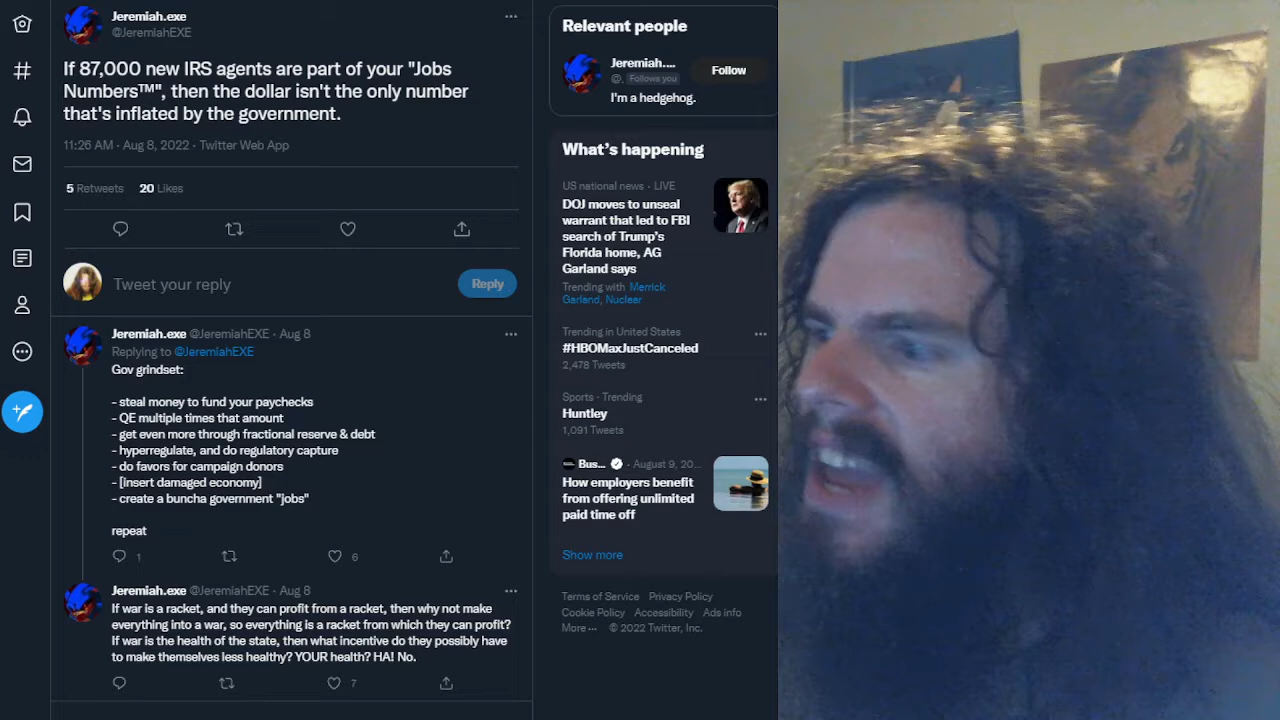 Jeremiah.exe
@JeremiahEXE
If 87,000 new IRS agents are part of your "Jobs
Numbers™", then the dollar isn't the only number
that's inflated by the government.
11:26 AM · Aug 8, 2022 · Twitter Web App
5 Retweets 20 Likes
Tweet your reply
Reply
Jeremiah.exe @JeremiahEXE · Aug 8
Replying to @JeremiahEXE
Gov grindset:
- steal money to fund your paychecks
- QE multiple times that amount
- get even more through fractional reserve & debt
- hyperregulate, and do regulatory capture
- do favors for campaign donors
- [insert damaged economy]
- create a buncha government "jobs"
repeat
1 6
Jeremiah.exe @JeremiahEXE · Aug 8
If war is a racket, and they can profit from a racket, then why not make
everything into a war, so everything is a racket from which they can profit?
If war is the health of the state, then what incentive do they possibly have
to make themselves less healthy? YOUR health? HA! No.
7
Relevant people
Jeremiah....
@. Follows you
Follow
I'm a hedgehog.
What's happening
US national news · LIVE
DOJ moves to unseal
warrant that led to FBI
search of Trump's
Florida home, AG
Garland says
Trending with Merrick
Garland, Nuclear
Trending in United States
#HBOMaxJustCanceled
2,478 Tweets
Sports · Trending
Huntley
1,091 Tweets
Bus... · August 9, 20...
How employers benefit
from offering unlimited
paid time off
Show more
Terms of Service Privacy Policy
Cookie Policy Accessibility Ads info
More ··· © 2022 Twitter, Inc.